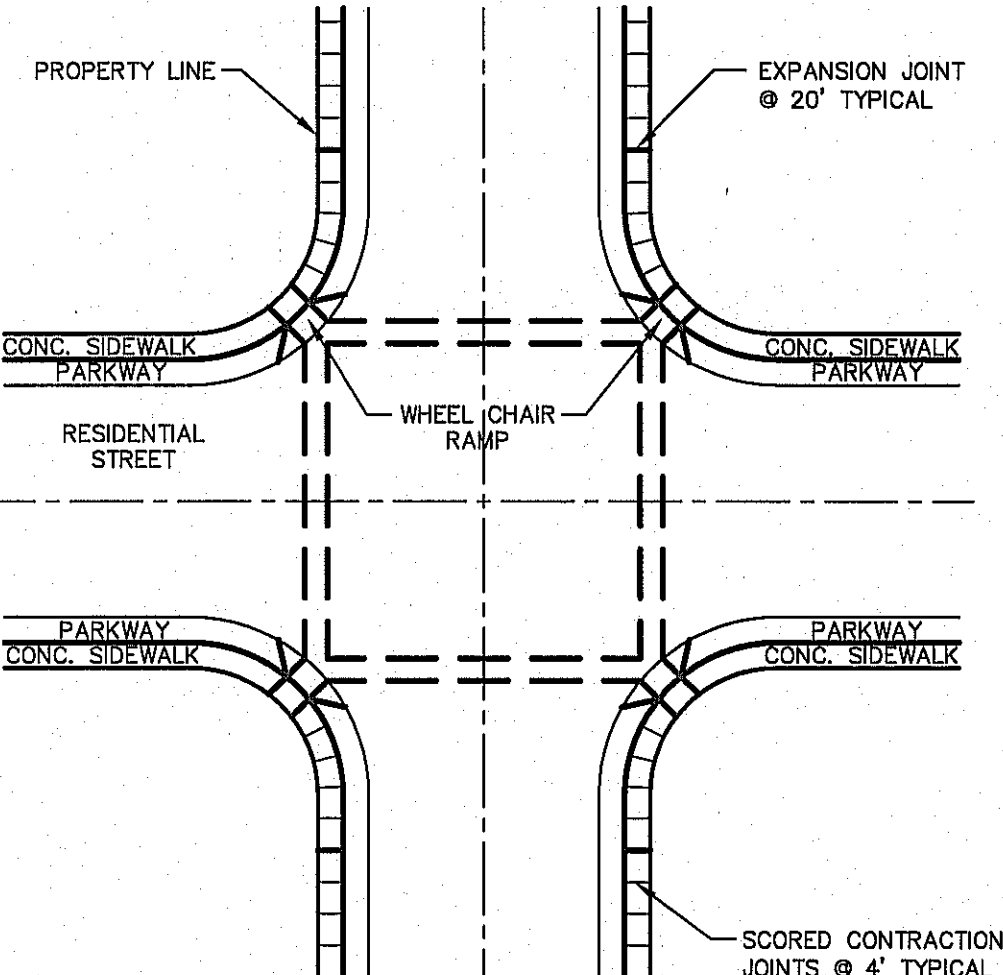 PROPERTY LINE
EXPANSION JOINT
@ 20' TYPICAL
CONC. SIDEWALK
PARKWAY
CONC. SIDEWALK
PARKWAY
WHEEL CHAIR
RAMP
RESIDENTIAL
STREET
PARKWAY
CONC. SIDEWALK
PARKWAY
CONC. SIDEWALK
SCORED CONTRACTION
JOINTS @ 4' TYPICAL